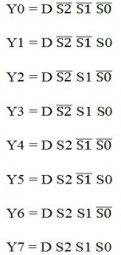 Y0 = D S̅2̅ S̅1̅ S̅0̅
Y1 = D S̅2̅ S̅1̅ S0
Y2 = D S̅2̅ S1 S̅0̅
Y3 = D S̅2̅ S1 S0
Y4 = D S2 S̅1̅ S̅0̅
Y5 = D S2 S̅1̅ S0
Y6 = D S2 S1 S̅0̅
Y7 = D S2 S1 S0